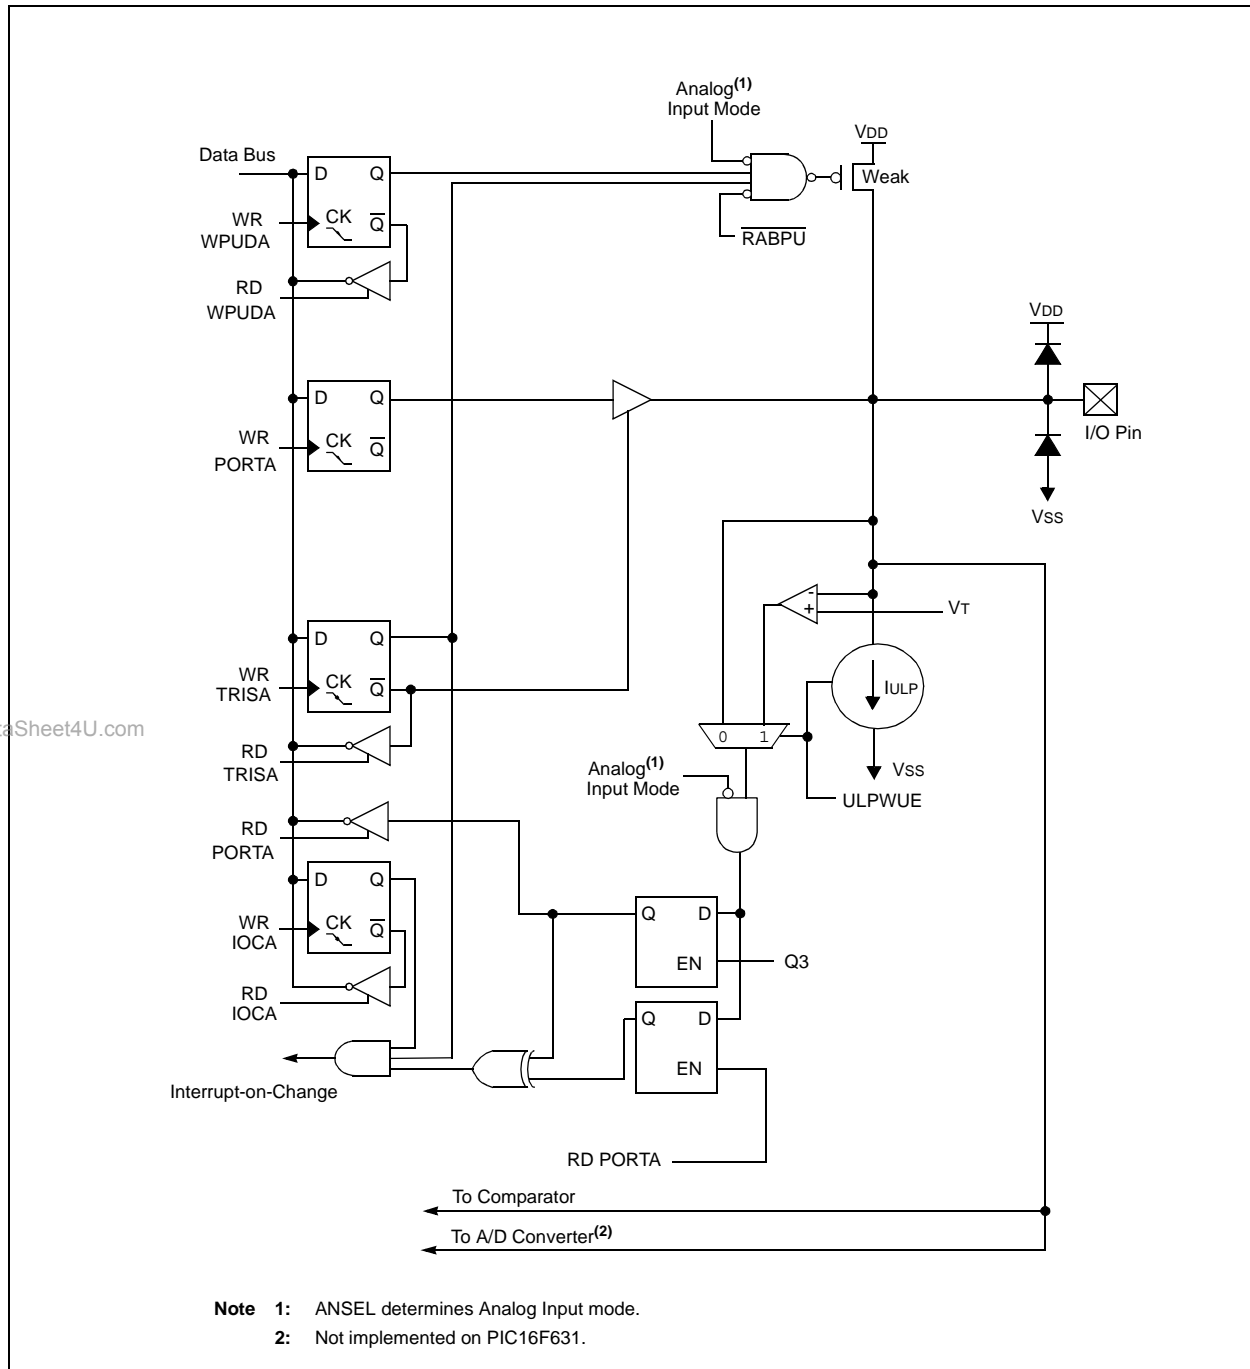 Analog(1)
Input Mode
VDD
Data Bus
D Q
Weak
WR
WPUDA
CK Q
RABPU
RD
WPUDA
VDD
D Q
WR
PORTA
CK Q
I/O Pin
VSS
- +
VT
D Q
WR
TRISA
CK Q
IULP
aSheet4U.com
0 1
RD
TRISA
Analog(1)
Input Mode
VSS
ULPWUE
RD
PORTA
D Q
WR
IOCA
CK Q
Q D
EN
Q3
RD
IOCA
Q D
EN
Interrupt-on-Change
RD PORTA
To Comparator
To A/D Converter(2)
Note 1: ANSEL determines Analog Input mode.
2: Not implemented on PIC16F631.